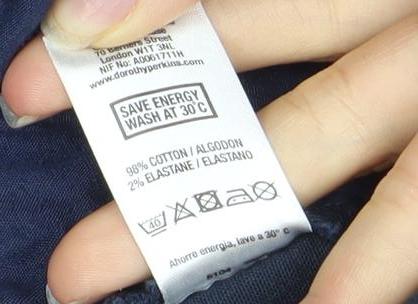 70 Berners Street
London W1T 3NL
NIF No: A0061711H
www.dorothyperkins.com
SAVE ENERGY
WASH AT 30°C
98% COTTON / ALGODON
2% ELASTANE / ELASTANO
40
Ahorre energia, lave a 30° C